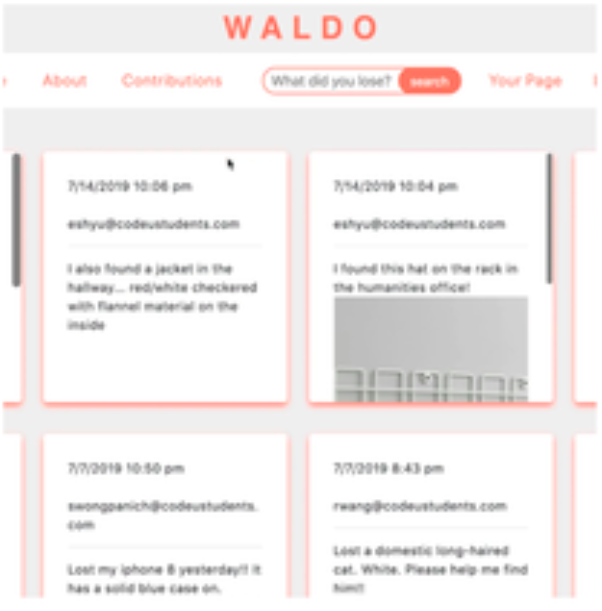 WALDO
About
Contributions
What did you lose?
search
Your Page
7/14/2019 10:06 pm
eshyu@codeustudents.com
I also found a jacket in the
hallway... red/white checkered
with flannel material on the
inside
7/14/2019 10:04 pm
eshyu@codeustudents.com
I found this hat on the rack in
the humanities office!
7/7/2019 10:50 pm
swongpanich@codeustudents.
com
Lost my iphone 8 yesterday!! It
has a solid blue case on.
7/7/2019 8:43 pm
rwang@codeustudents.com
Lost a domestic long-haired
cat. White. Please help me find
him!!